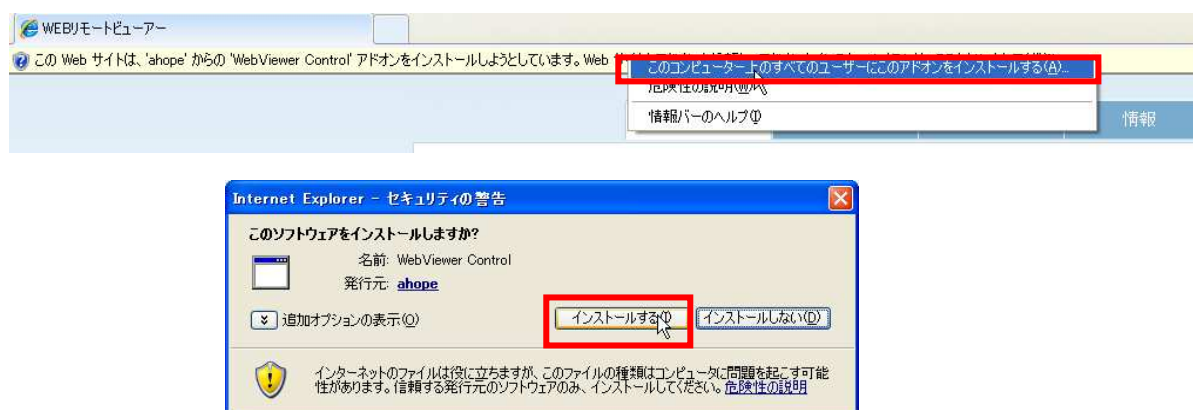 WEBリモートビューアー
この Web サイトは、'ahope' からの 'WebViewer Control' アドオンをインストールしようとしています。Web
このコンピューター上のすべてのユーザーにこのアドオンをインストールする(A)...
危険性の説明(W)
情報バーのヘルプ(I)
情報
Internet Explorer - セキュリティの警告
このソフトウェアをインストールしますか?
名前: WebViewer Control
発行元: ahope
追加オプションの表示(O)
インストールする(I)
インストールしない(D)
インターネットのファイルは役に立ちますが、このファイルの種類はコンピュータに問題を起こす可能
性があります。信頼する発行元のソフトウェアのみ、インストールしてください。危険性の説明